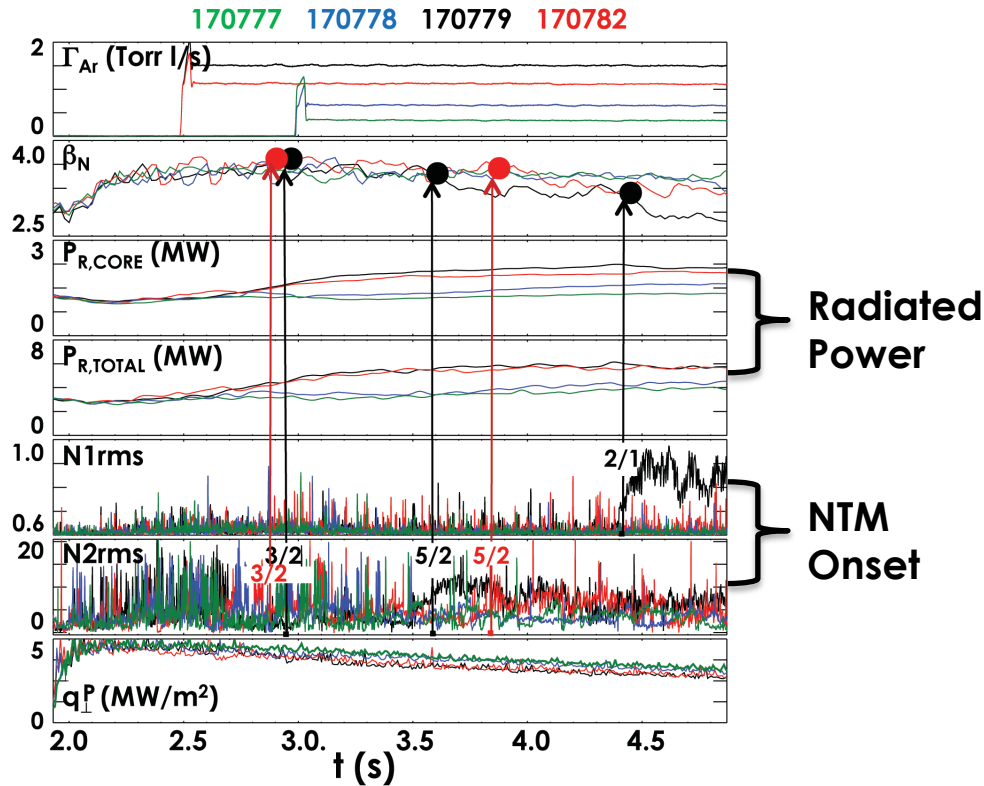 170777 170778 170779 170782
2
Γ_Ar (Torr l/s)
0
4.0
β_N
2.5
3
P_R,CORE (MW)
0
8
P_R,TOTAL (MW)
0
Radiated
Power
1.0
N1rms
2/1
0.6
20
N2rms
3/2 5/2 5/2
3/2
0
NTM
Onset
5
q_⊥^P (MW/m²)
0
2.0 2.5 3.0. 3.5 4.0 4.5
t (s)